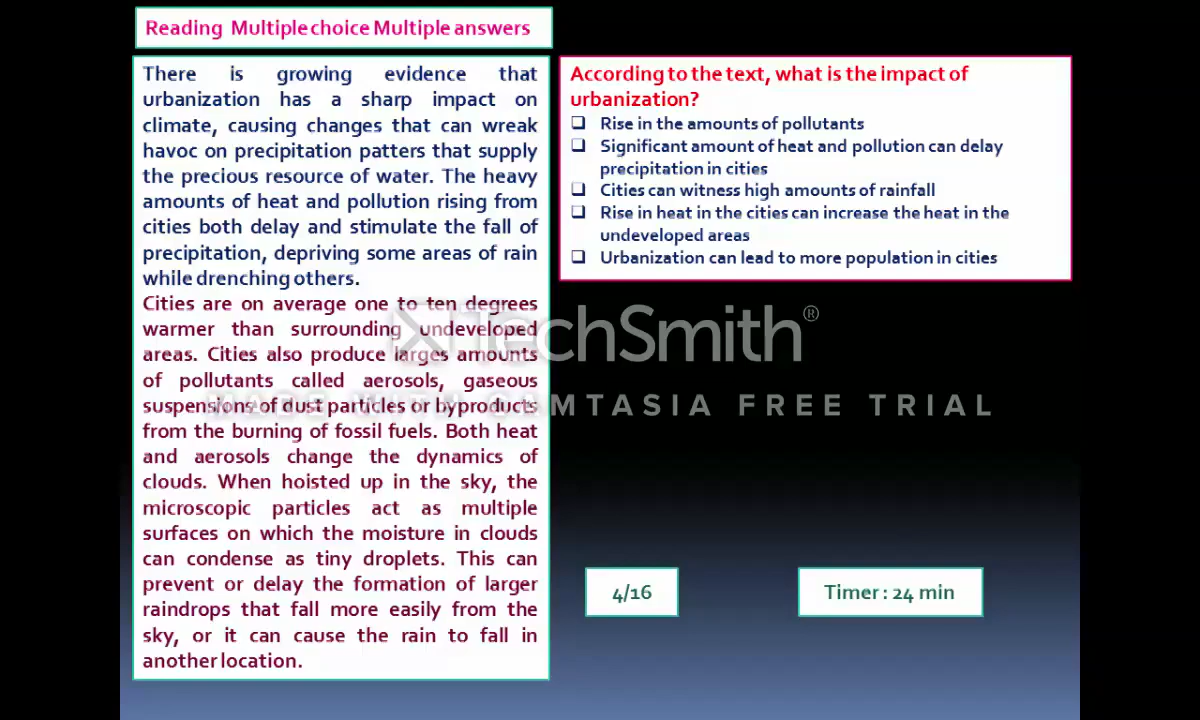 Reading Multiple choice Multiple answers
There is growing evidence that
urbanization has a sharp impact on
climate, causing changes that can wreak
havoc on precipitation patters that supply
the precious resource of water. The heavy
amounts of heat and pollution rising from
cities both delay and stimulate the fall of
precipitation, depriving some areas of rain
while drenching others.
Cities are on average one to ten degrees
warmer than surrounding undeveloped
areas. Cities also produce larges amounts
of pollutants called aerosols, gaseous
suspensions of dust particles or byproducts
from the burning of fossil fuels. Both heat
and aerosols change the dynamics of
clouds. When hoisted up in the sky, the
microscopic particles act as multiple
surfaces on which the moisture in clouds
can condense as tiny droplets. This can
prevent or delay the formation of larger
raindrops that fall more easily from the
sky, or it can cause the rain to fall in
another location.
According to the text, what is the impact of
urbanization?
❑ Rise in the amounts of pollutants
❑ Significant amount of heat and pollution can delay
precipitation in cities
❑ Cities can witness high amounts of rainfall
❑ Rise in heat in the cities can increase the heat in the
undeveloped areas
❑ Urbanization can lead to more population in cities
TechSmith®
MADE WITH CAMTASIA FREE TRIAL
4/16
Timer : 24 min